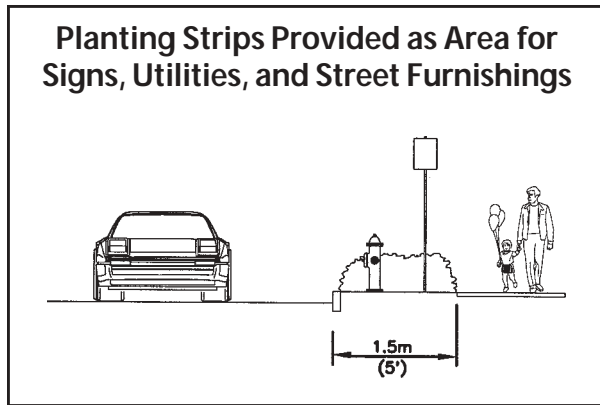 Planting Strips Provided as Area for
Signs, Utilities, and Street Furnishings
1.5m
(5')